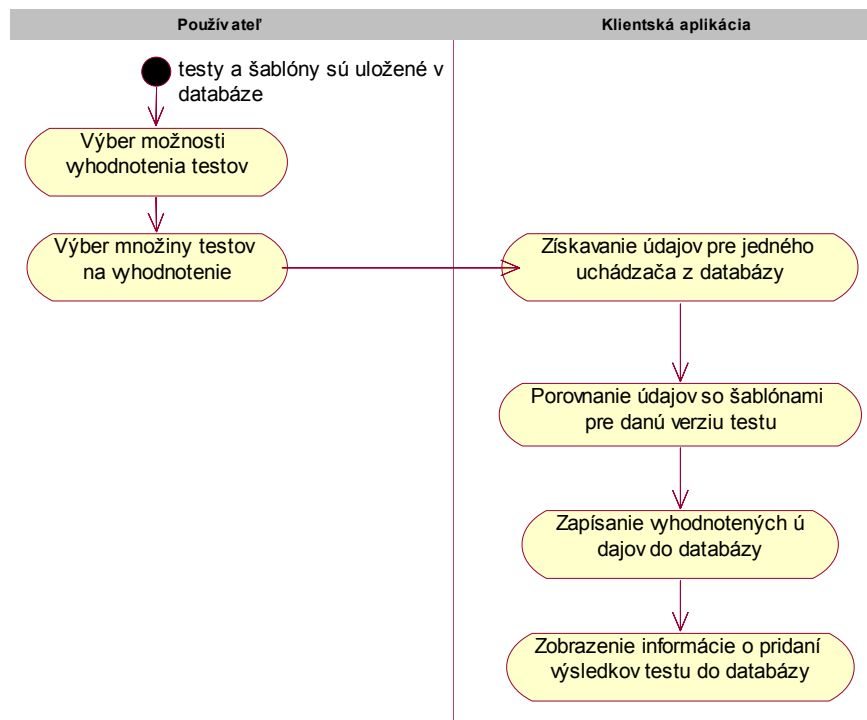 Používateľ
Klientská aplikácia
testy a šablóny sú uložené v
databáze
Výber možnosti
vyhodnotenia testov
Výber množiny testov
na vyhodnotenie
Získavanie údajov pre jedného
uchádzača z databázy
Porovnanie údajov so šablónami
pre danú verziu testu
Zapísanie vyhodnotených ú
dajov do databázy
Zobrazenie informácie o pridaní
výsledkov testu do databázy